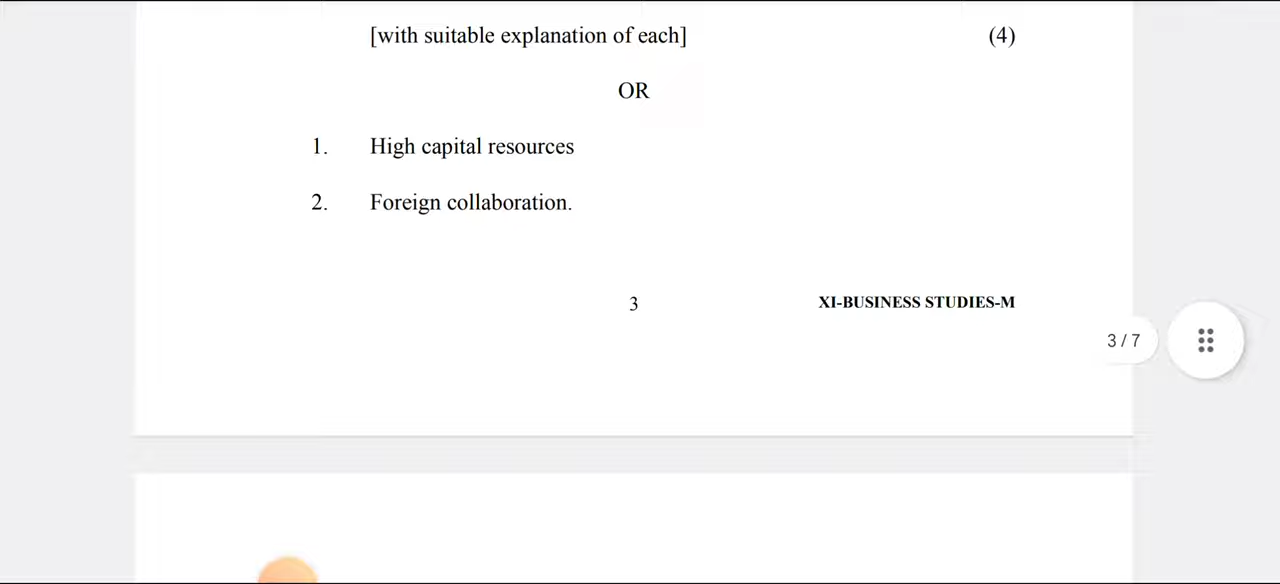 [with suitable explanation of each] (4)
OR
1. High capital resources
2. Foreign collaboration.
3 XI-BUSINESS STUDIES-M
3 / 7